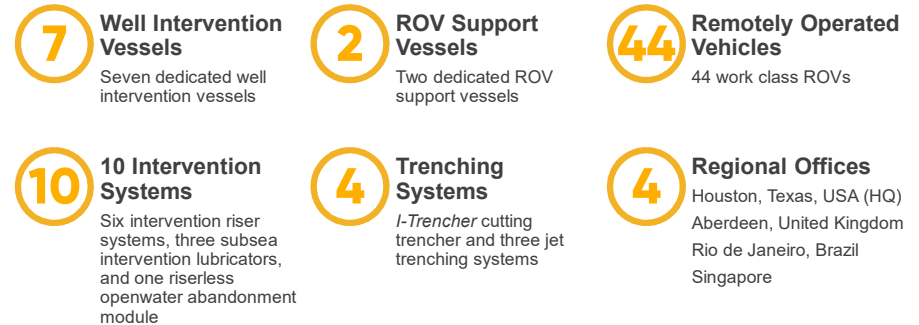 7
Well Intervention
Vessels
Seven dedicated well
intervention vessels
2
ROV Support
Vessels
Two dedicated ROV
support vessels
44
Remotely Operated
Vehicles
44 work class ROVs
10
10 Intervention
Systems
Six intervention riser
systems, three subsea
intervention lubricators,
and one riserless
openwater abandonment
module
4
Trenching
Systems
I-Trencher cutting
trencher and three jet
trenching systems
4
Regional Offices
Houston, Texas, USA (HQ)
Aberdeen, United Kingdom
Rio de Janeiro, Brazil
Singapore